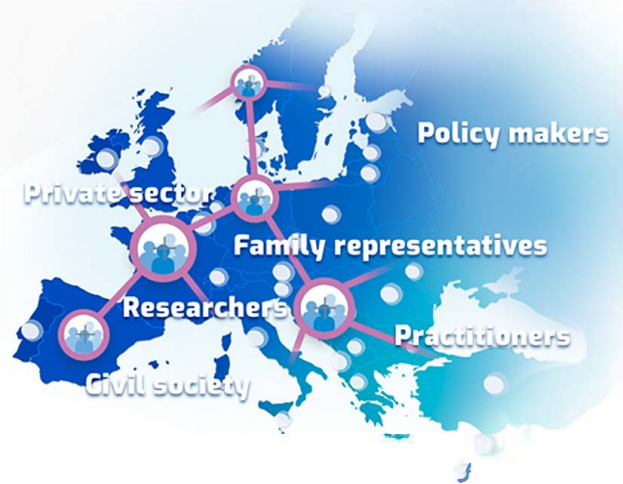 Policy makers
Private sector
Family representatives
Researchers
Practitioners
Civil society